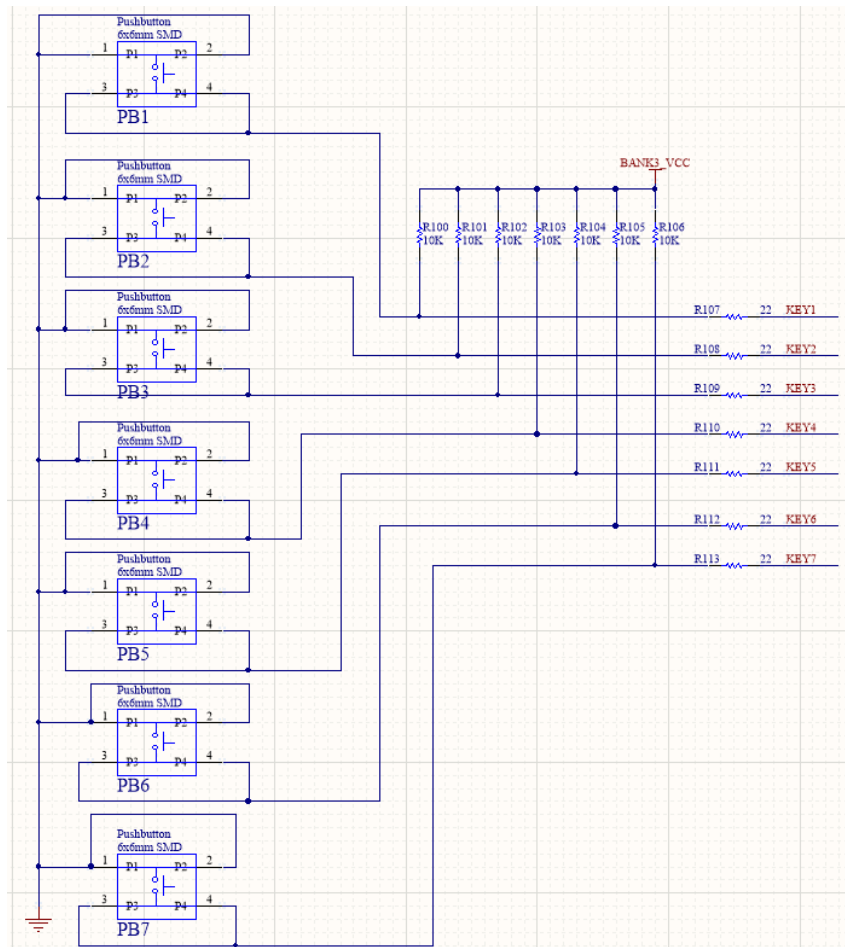 Pushbutton
6x6mm SMD
1 P1 P2 2
3 P3 P4 4
PB1
Pushbutton
6x6mm SMD
1 P1 P2 2
3 P3 P4 4
PB2
Pushbutton
6x6mm SMD
1 P1 P2 2
3 P3 P4 4
PB3
Pushbutton
6x6mm SMD
1 P1 P2 2
3 P3 P4 4
PB4
Pushbutton
6x6mm SMD
1 P1 P2 2
3 P3 P4 4
PB5
Pushbutton
6x6mm SMD
1 P1 P2 2
3 P3 P4 4
PB6
Pushbutton
6x6mm SMD
1 P1 P2 2
3 P3 P4 4
PB7
BANK3_VCC
R100 R101 R102 R103 R104 R105 R106
10K 10K 10K 10K 10K 10K 10K
R107 22 KEY1
R108 22 KEY2
R109 22 KEY3
R110 22 KEY4
R111 22 KEY5
R112 22 KEY6
R113 22 KEY7